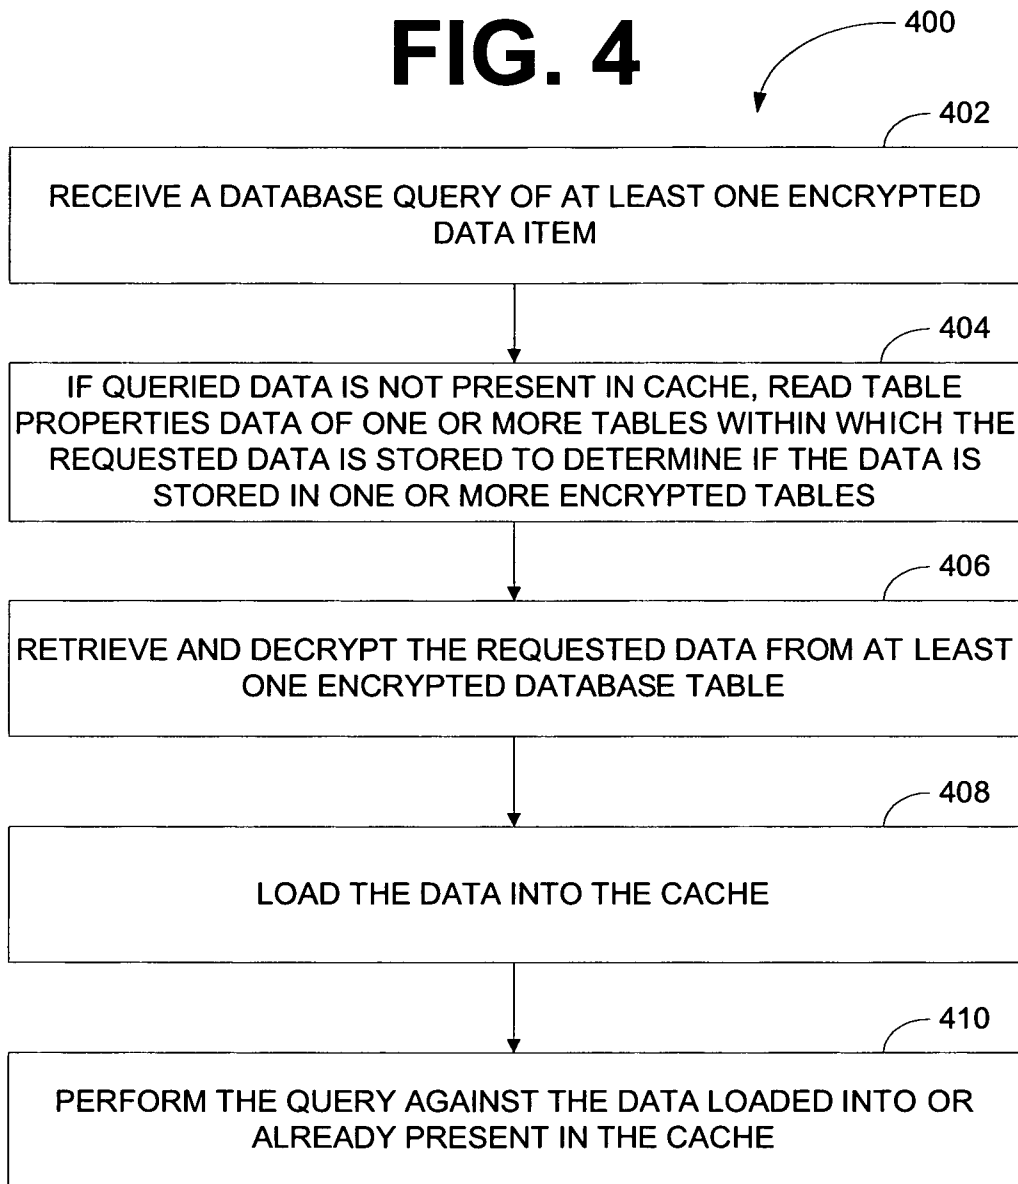 FIG. 4
400
402
RECEIVE A DATABASE QUERY OF AT LEAST ONE ENCRYPTED
DATA ITEM
404
IF QUERIED DATA IS NOT PRESENT IN CACHE, READ TABLE
PROPERTIES DATA OF ONE OR MORE TABLES WITHIN WHICH THE
REQUESTED DATA IS STORED TO DETERMINE IF THE DATA IS
STORED IN ONE OR MORE ENCRYPTED TABLES
406
RETRIEVE AND DECRYPT THE REQUESTED DATA FROM AT LEAST
ONE ENCRYPTED DATABASE TABLE
408
LOAD THE DATA INTO THE CACHE
410
PERFORM THE QUERY AGAINST THE DATA LOADED INTO OR
ALREADY PRESENT IN THE CACHE